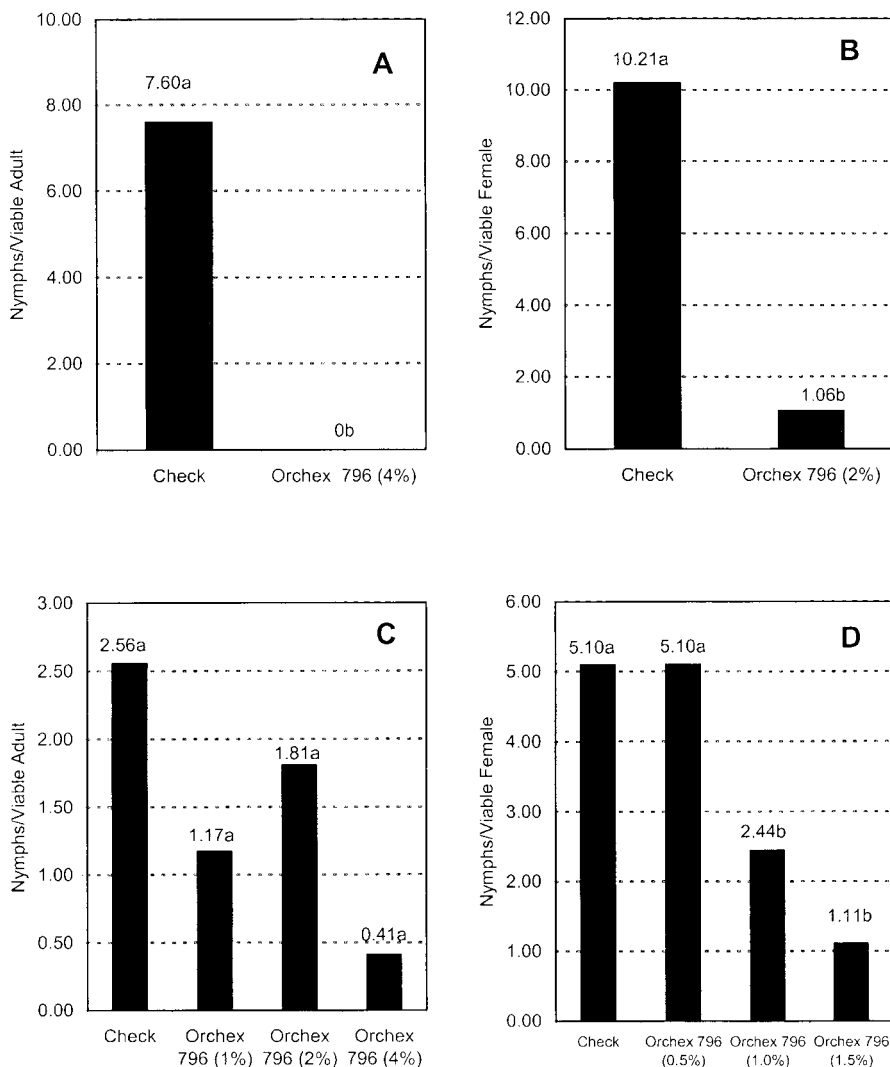 A
Nymphs/Viable Adult
10.00
8.00
6.00
4.00
2.00
0.00
7.60a
0b
Check
Orchex 796 (4%)
B
Nymphs/Viable Female
12.00
10.00
8.00
6.00
4.00
2.00
0.00
10.21a
1.06b
Check
Orchex 796 (2%)
C
Nymphs/Viable Adult
3.00
2.50
2.00
1.50
1.00
0.50
0.00
2.56a
1.17a
1.81a
0.41a
Check
Orchex
796 (1%)
Orchex
796 (2%)
Orchex
796 (4%)
D
Nymphs/Viable Female
6.00
5.00
4.00
3.00
2.00
1.00
0.00
5.10a
5.10a
2.44b
1.11b
Check
Orchex 796
(0.5%)
Orchex 796
(1.0%)
Orchex 796
(1.5%)